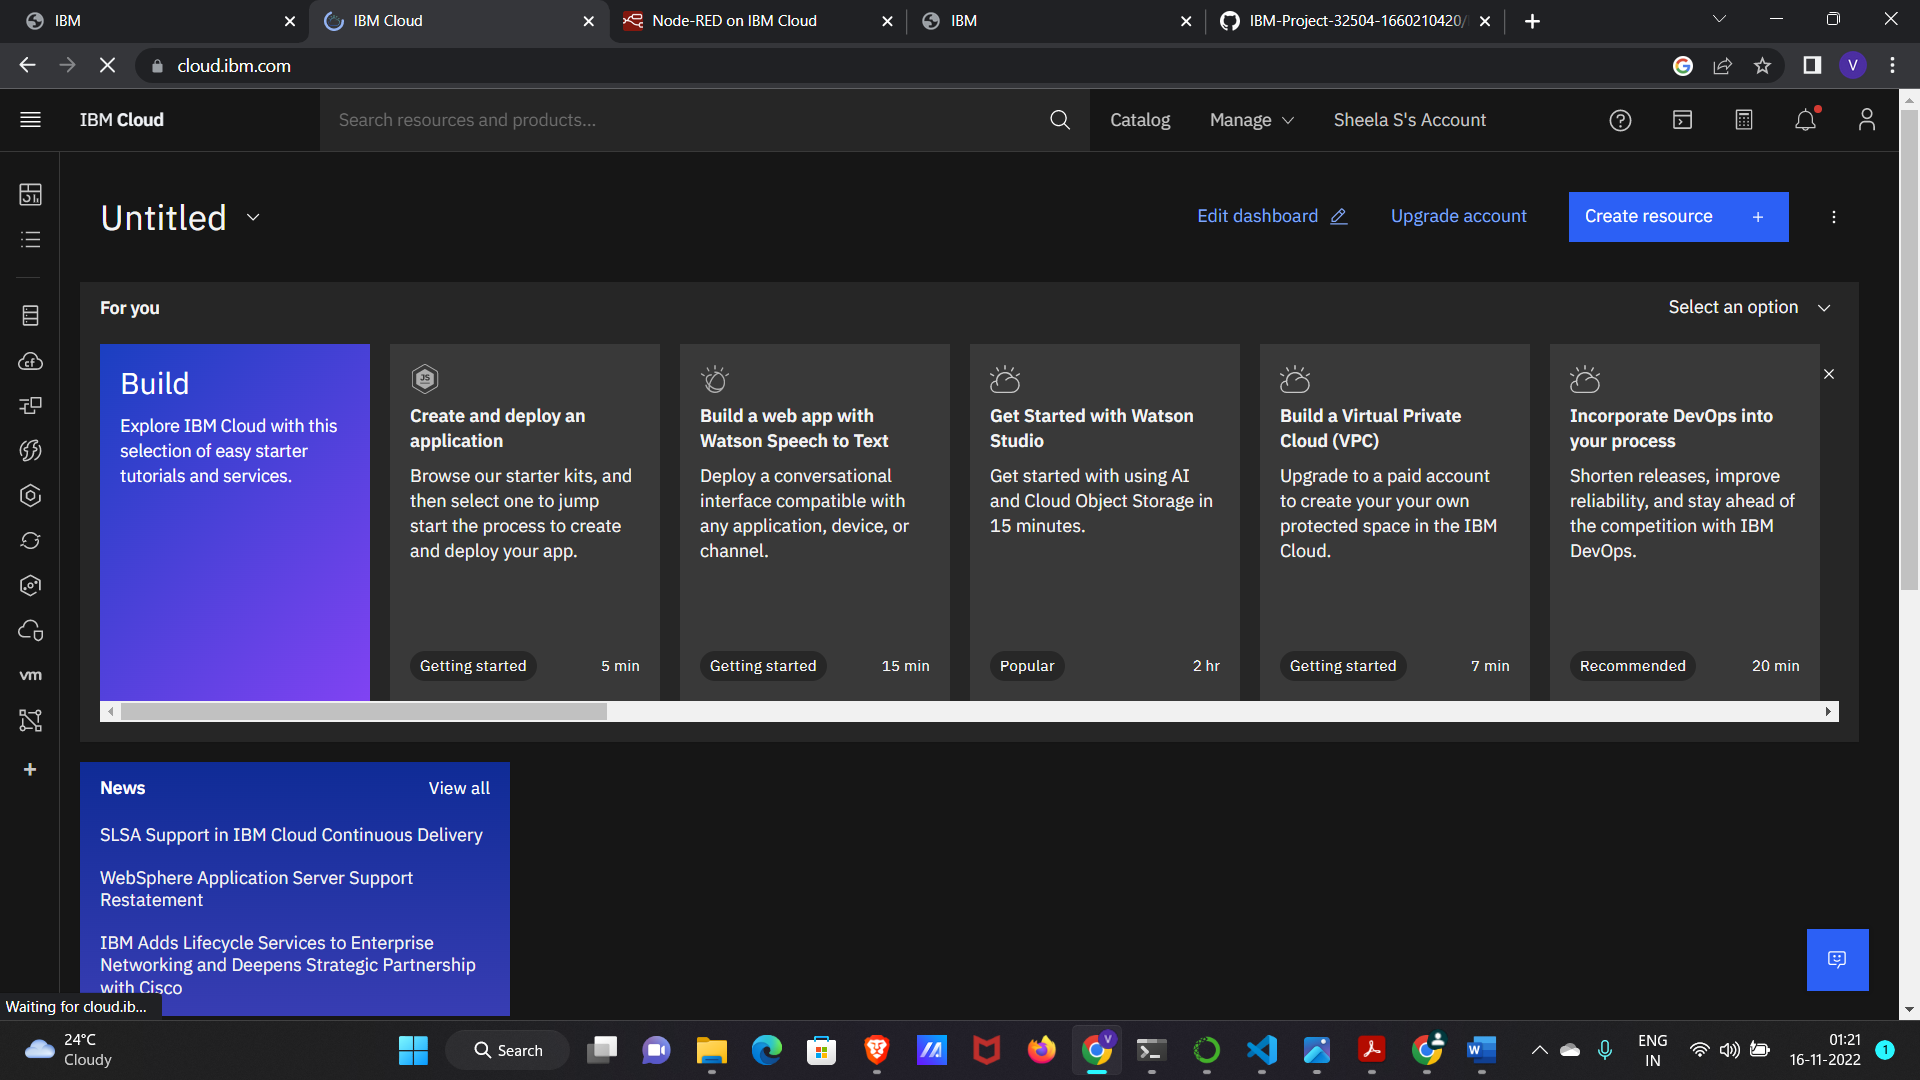 IBM
IBM Cloud
Node-RED on IBM Cloud
IBM
IBM-Project-32504-1660210420/
cloud.ibm.com
V
IBM Cloud
Search resources and products...
Catalog
Manage
Sheela S's Account
Untitled
Edit dashboard
Upgrade account
Create resource +
For you
Select an option
Build
Explore IBM Cloud with this
selection of easy starter
tutorials and services.
JS
Create and deploy an
application
Browse our starter kits, and
then select one to jump
start the process to create
and deploy your app.
Getting started
5 min
Build a web app with
Watson Speech to Text
Deploy a conversational
interface compatible with
any application, device, or
channel.
Getting started
15 min
Get Started with Watson
Studio
Get started with using AI
and Cloud Object Storage in
15 minutes.
Popular
2 hr
Build a Virtual Private
Cloud (VPC)
Upgrade to a paid account
to create your your own
protected space in the IBM
Cloud.
Getting started
7 min
Incorporate DevOps into
your process
Shorten releases, improve
reliability, and stay ahead of
the competition with IBM
DevOps.
Recommended
20 min
cf
vm
News
View all
SLSA Support in IBM Cloud Continuous Delivery
WebSphere Application Server Support
Restatement
IBM Adds Lifecycle Services to Enterprise
Networking and Deepens Strategic Partnership
with Cisco
Waiting for cloud.ib...
24°C
Cloudy
Search
V
W
ENG
IN
01:21
16-11-2022
1